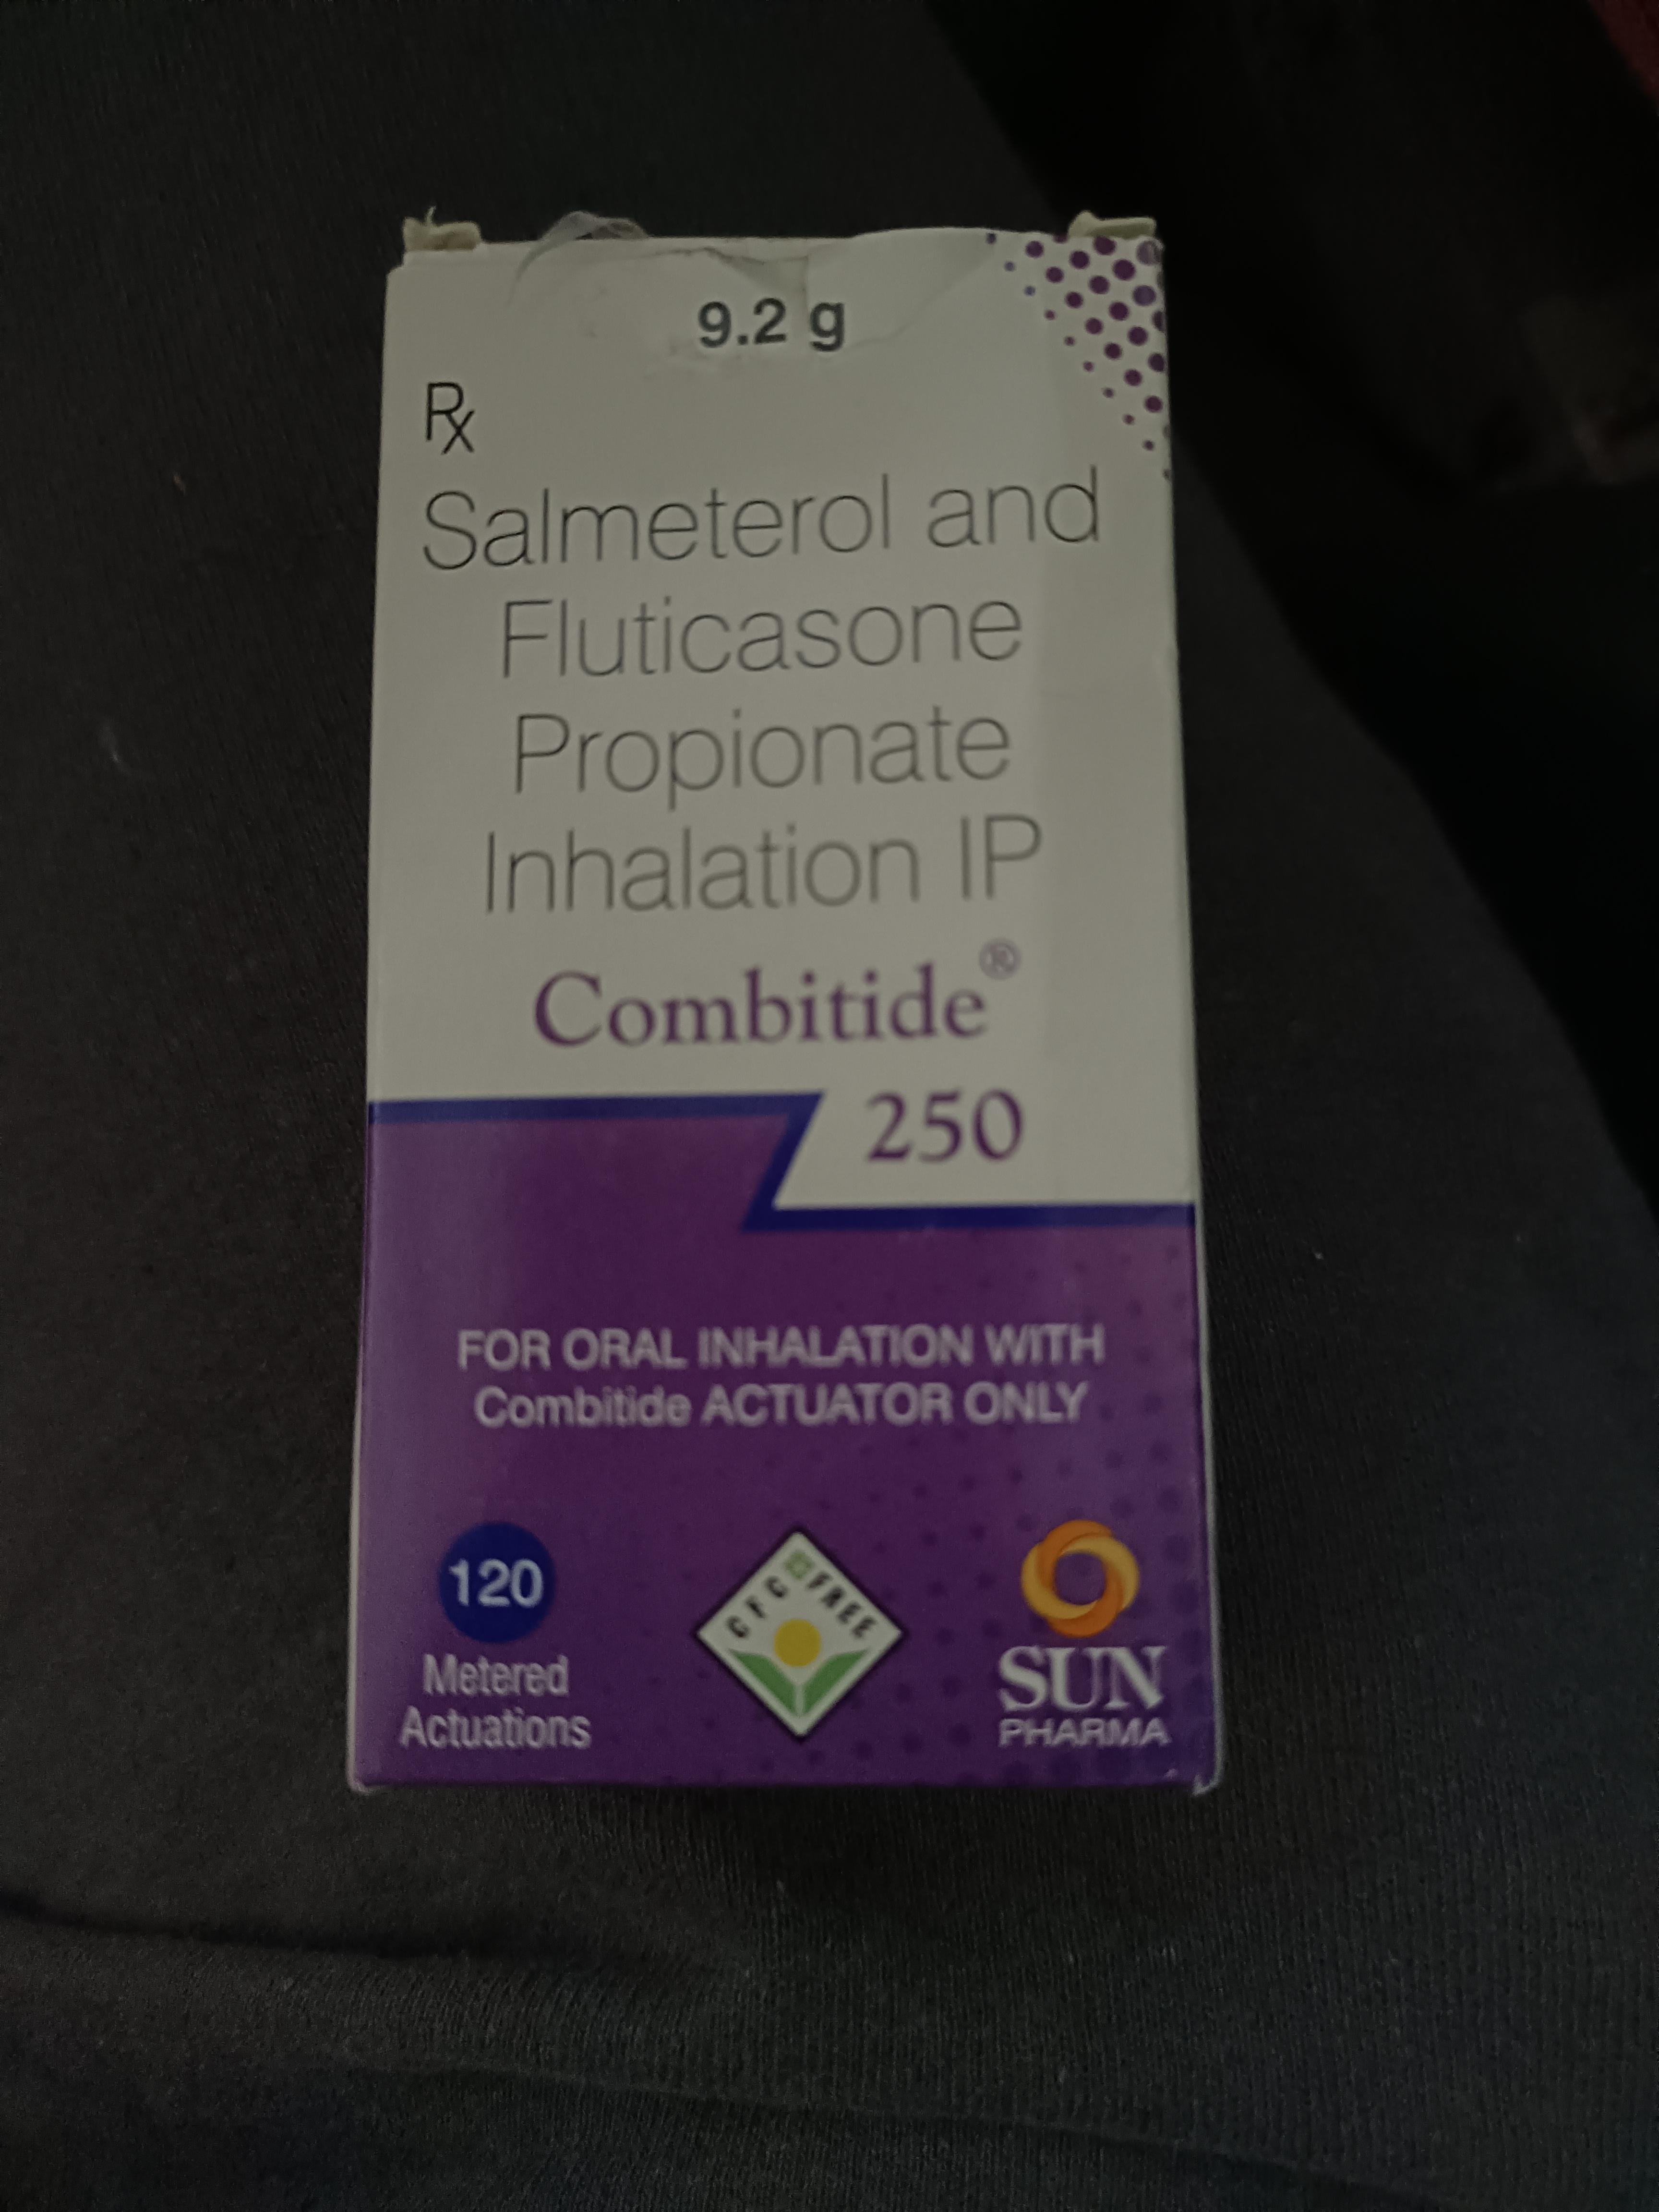 9.2 g
Rx
Salmeterol and
Fluticasone
Propionate
Inhalation IP
Combitide®
250
FOR ORAL INHALATION WITH
Combitide ACTUATOR ONLY
120
Metered
Actuations
CFC FREE
SUN
PHARMA